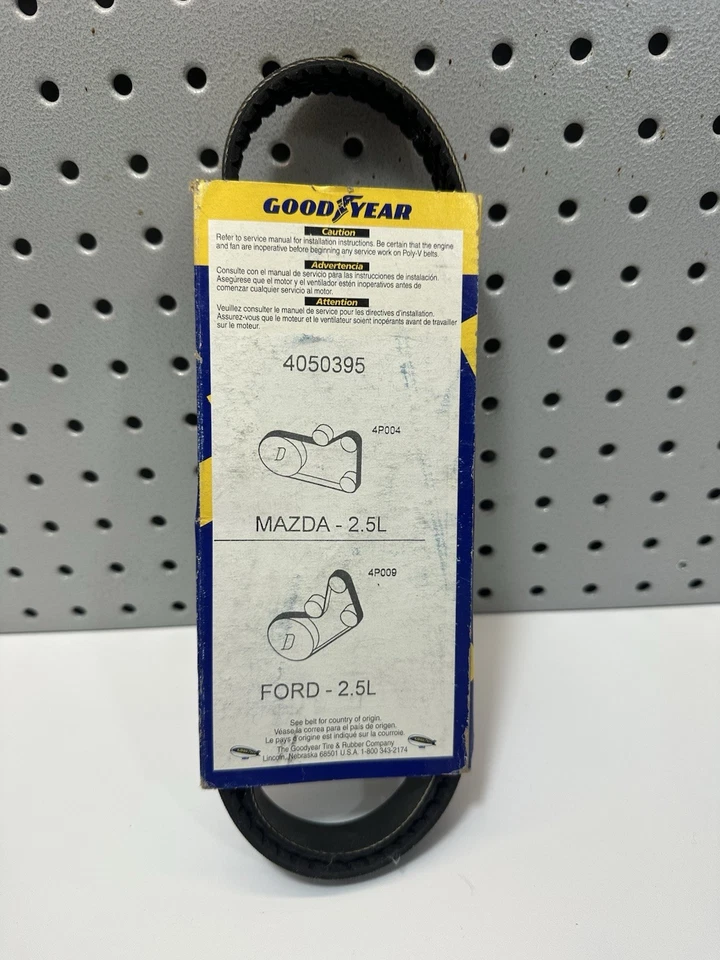 GOODYEAR
Caution
Refer to service manual for installation instructions. Be certain that the engine
and fan are inoperative before beginning any service work on Poly-V belts
Advertencia
Consulte con el manual de servicio para las instrucciones de instalación.
Asegúrese que el motor y el ventilador estén inoperativos antes de
comenzar cualquier servicio al motor.
Attention
Veuillez consulter le manual de service pour les directives d'installation.
Assurez-vous que le moteur et le ventilateur soient inopérants avant de travailler
sur le moteur.
4050395
4P004
D
MAZDA - 2.5L
4P009
D
FORD - 2.5L
See belt for country of origin.
Véase la correa para el país de origen.
Le pays d'origine est indiqué sur la courroie.
The Goodyear Tire & Rubber Company
Lincoln, Nebraska 68501 U.S.A. 1-800 343-2174